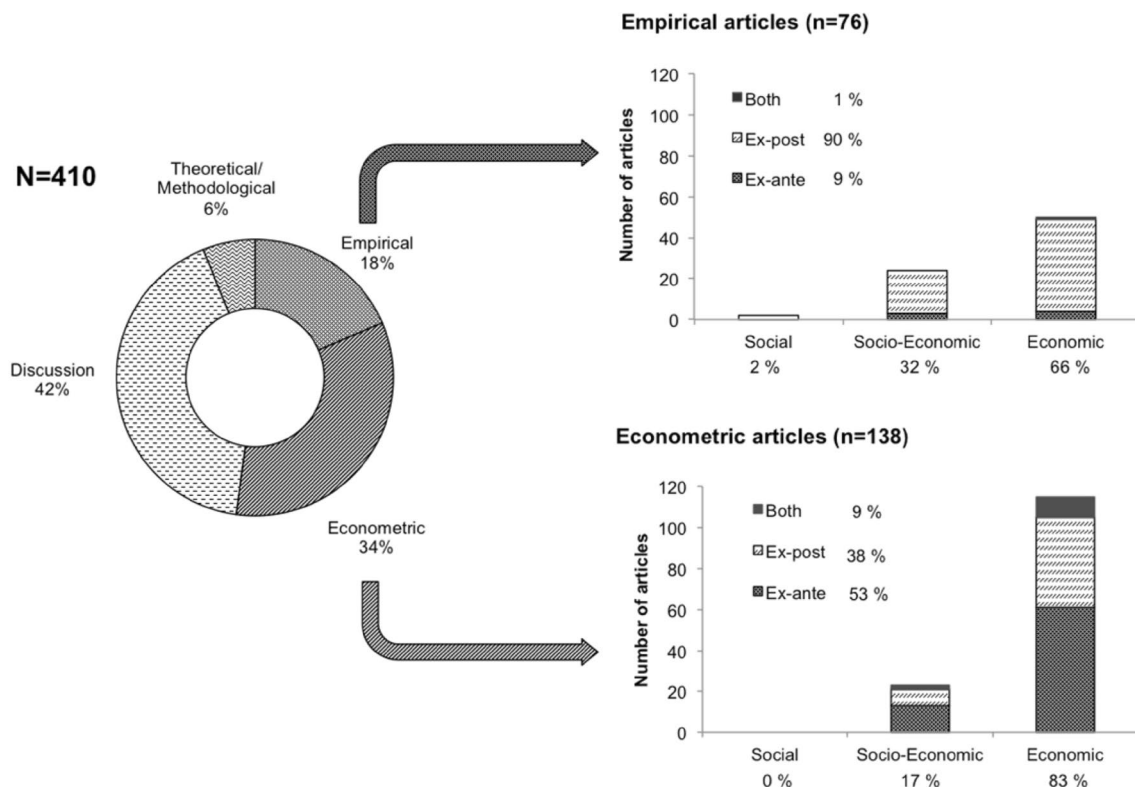 N=410
Theoretical/
Methodological
6%
Empirical
18%
Discussion
42%
Econometric
34%
Empirical articles (n=76)
Number of articles
120
100
80
60
40
20
0
Both 1 %
Ex-post 90 %
Ex-ante 9 %
Social Socio-Economic Economic
2 % 32 % 66 %
Econometric articles (n=138)
Number of articles
120
100
80
60
40
20
0
Both 9 %
Ex-post 38 %
Ex-ante 53 %
Social Socio-Economic Economic
0 % 17 % 83 %